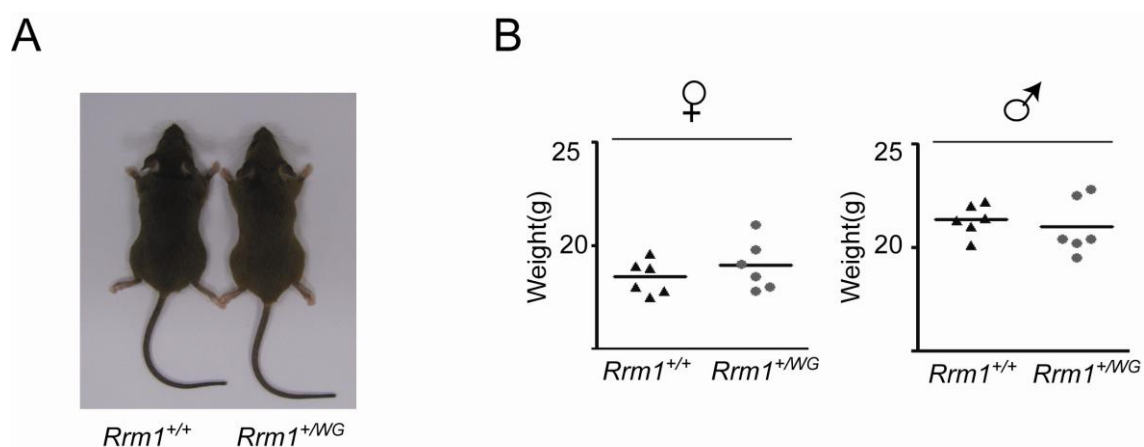 A
Rrm1+/+ Rrm1+/WG
B
♀
Weight(g)
25
20
Rrm1+/+ Rrm1+/WG
♂
Weight(g)
25
20
Rrm1+/+ Rrm1+/WG